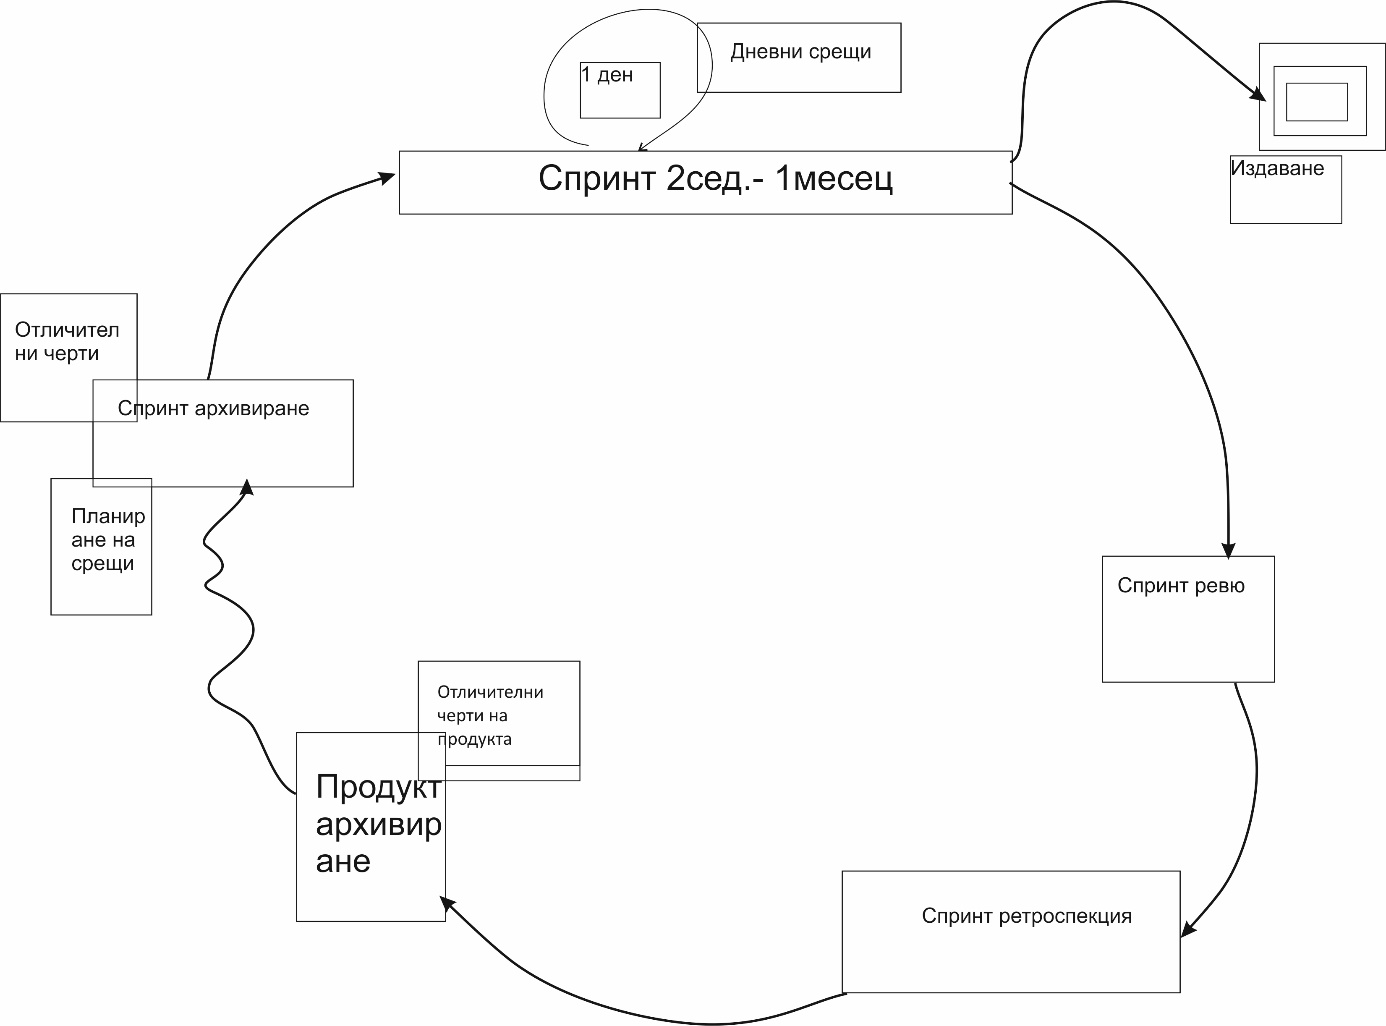 Дневни срещи
1 ден
Спринт 2сед.- 1месец
Издаване
Отличител
ни черти
Спринт архивиране
Планир
ане на
срещи
Спринт ревю
Отличителни
черти на
продукта
Продукт
архивир
ане
Спринт ретроспекция